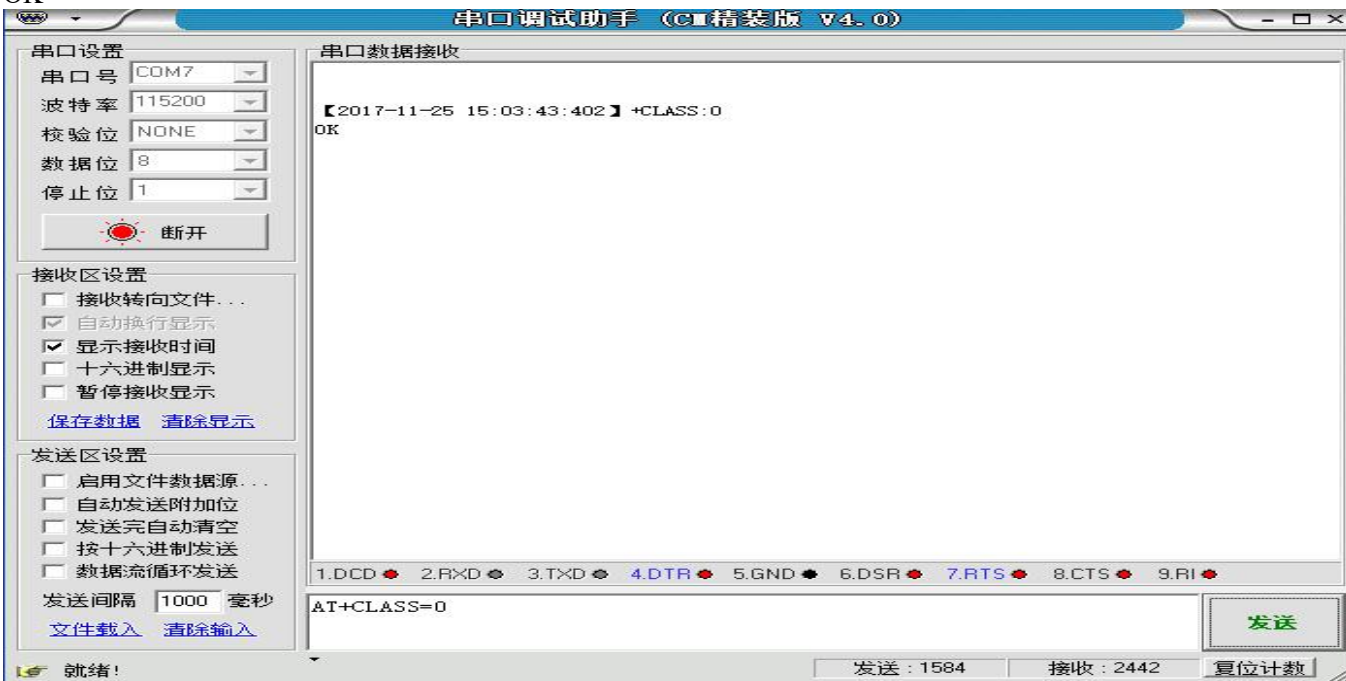 OK
串口调试助手 (CM精装版 V4.0)
串口设置
串口号 COM7
波特率 115200
校验位 NONE
数据位 8
停止位 1
断开
接收区设置
接收转向文件...
自动换行显示
显示接收时间
十六进制显示
暂停接收显示
保存数据 清除显示
发送区设置
启用文件数据源...
自动发送附加位
发送完自动清空
按十六进制发送
数据流循环发送
发送间隔 1000 毫秒
文件载入 清除输入
串口数据接收
【2017-11-25 15:03:43:402】+CLASS:0
OK
1.DCD 2.RXD 3.TXD 4.DTR 5.GND 6.DSR 7.RTS 8.CTS 9.RI
AT+CLASS=0
发送
就绪! 发送:1584 接收:2442 复位计数